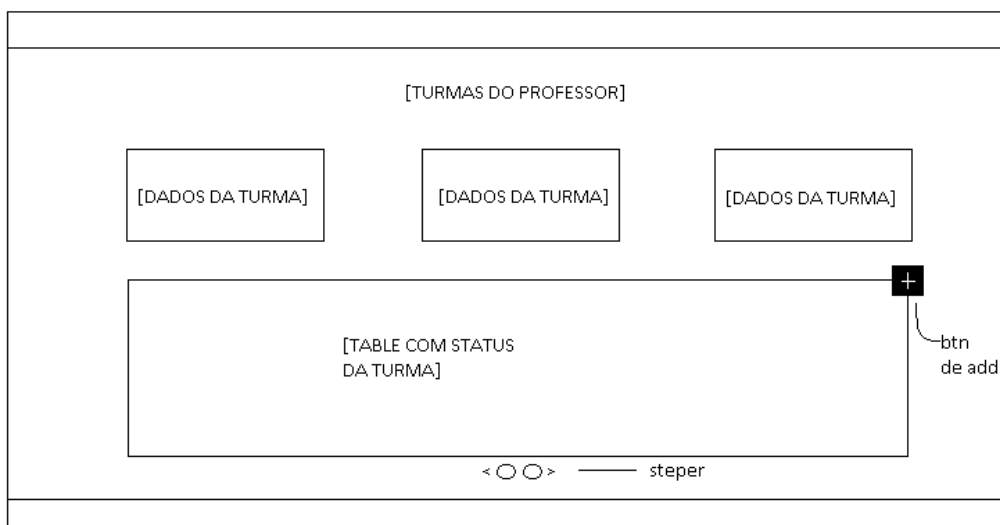 [TURMAS DO PROFESSOR]
[DADOS DA TURMA]
[DADOS DA TURMA]
[DADOS DA TURMA]
+
[TABLE COM STATUS
DA TURMA]
btn
de add
< >
steper